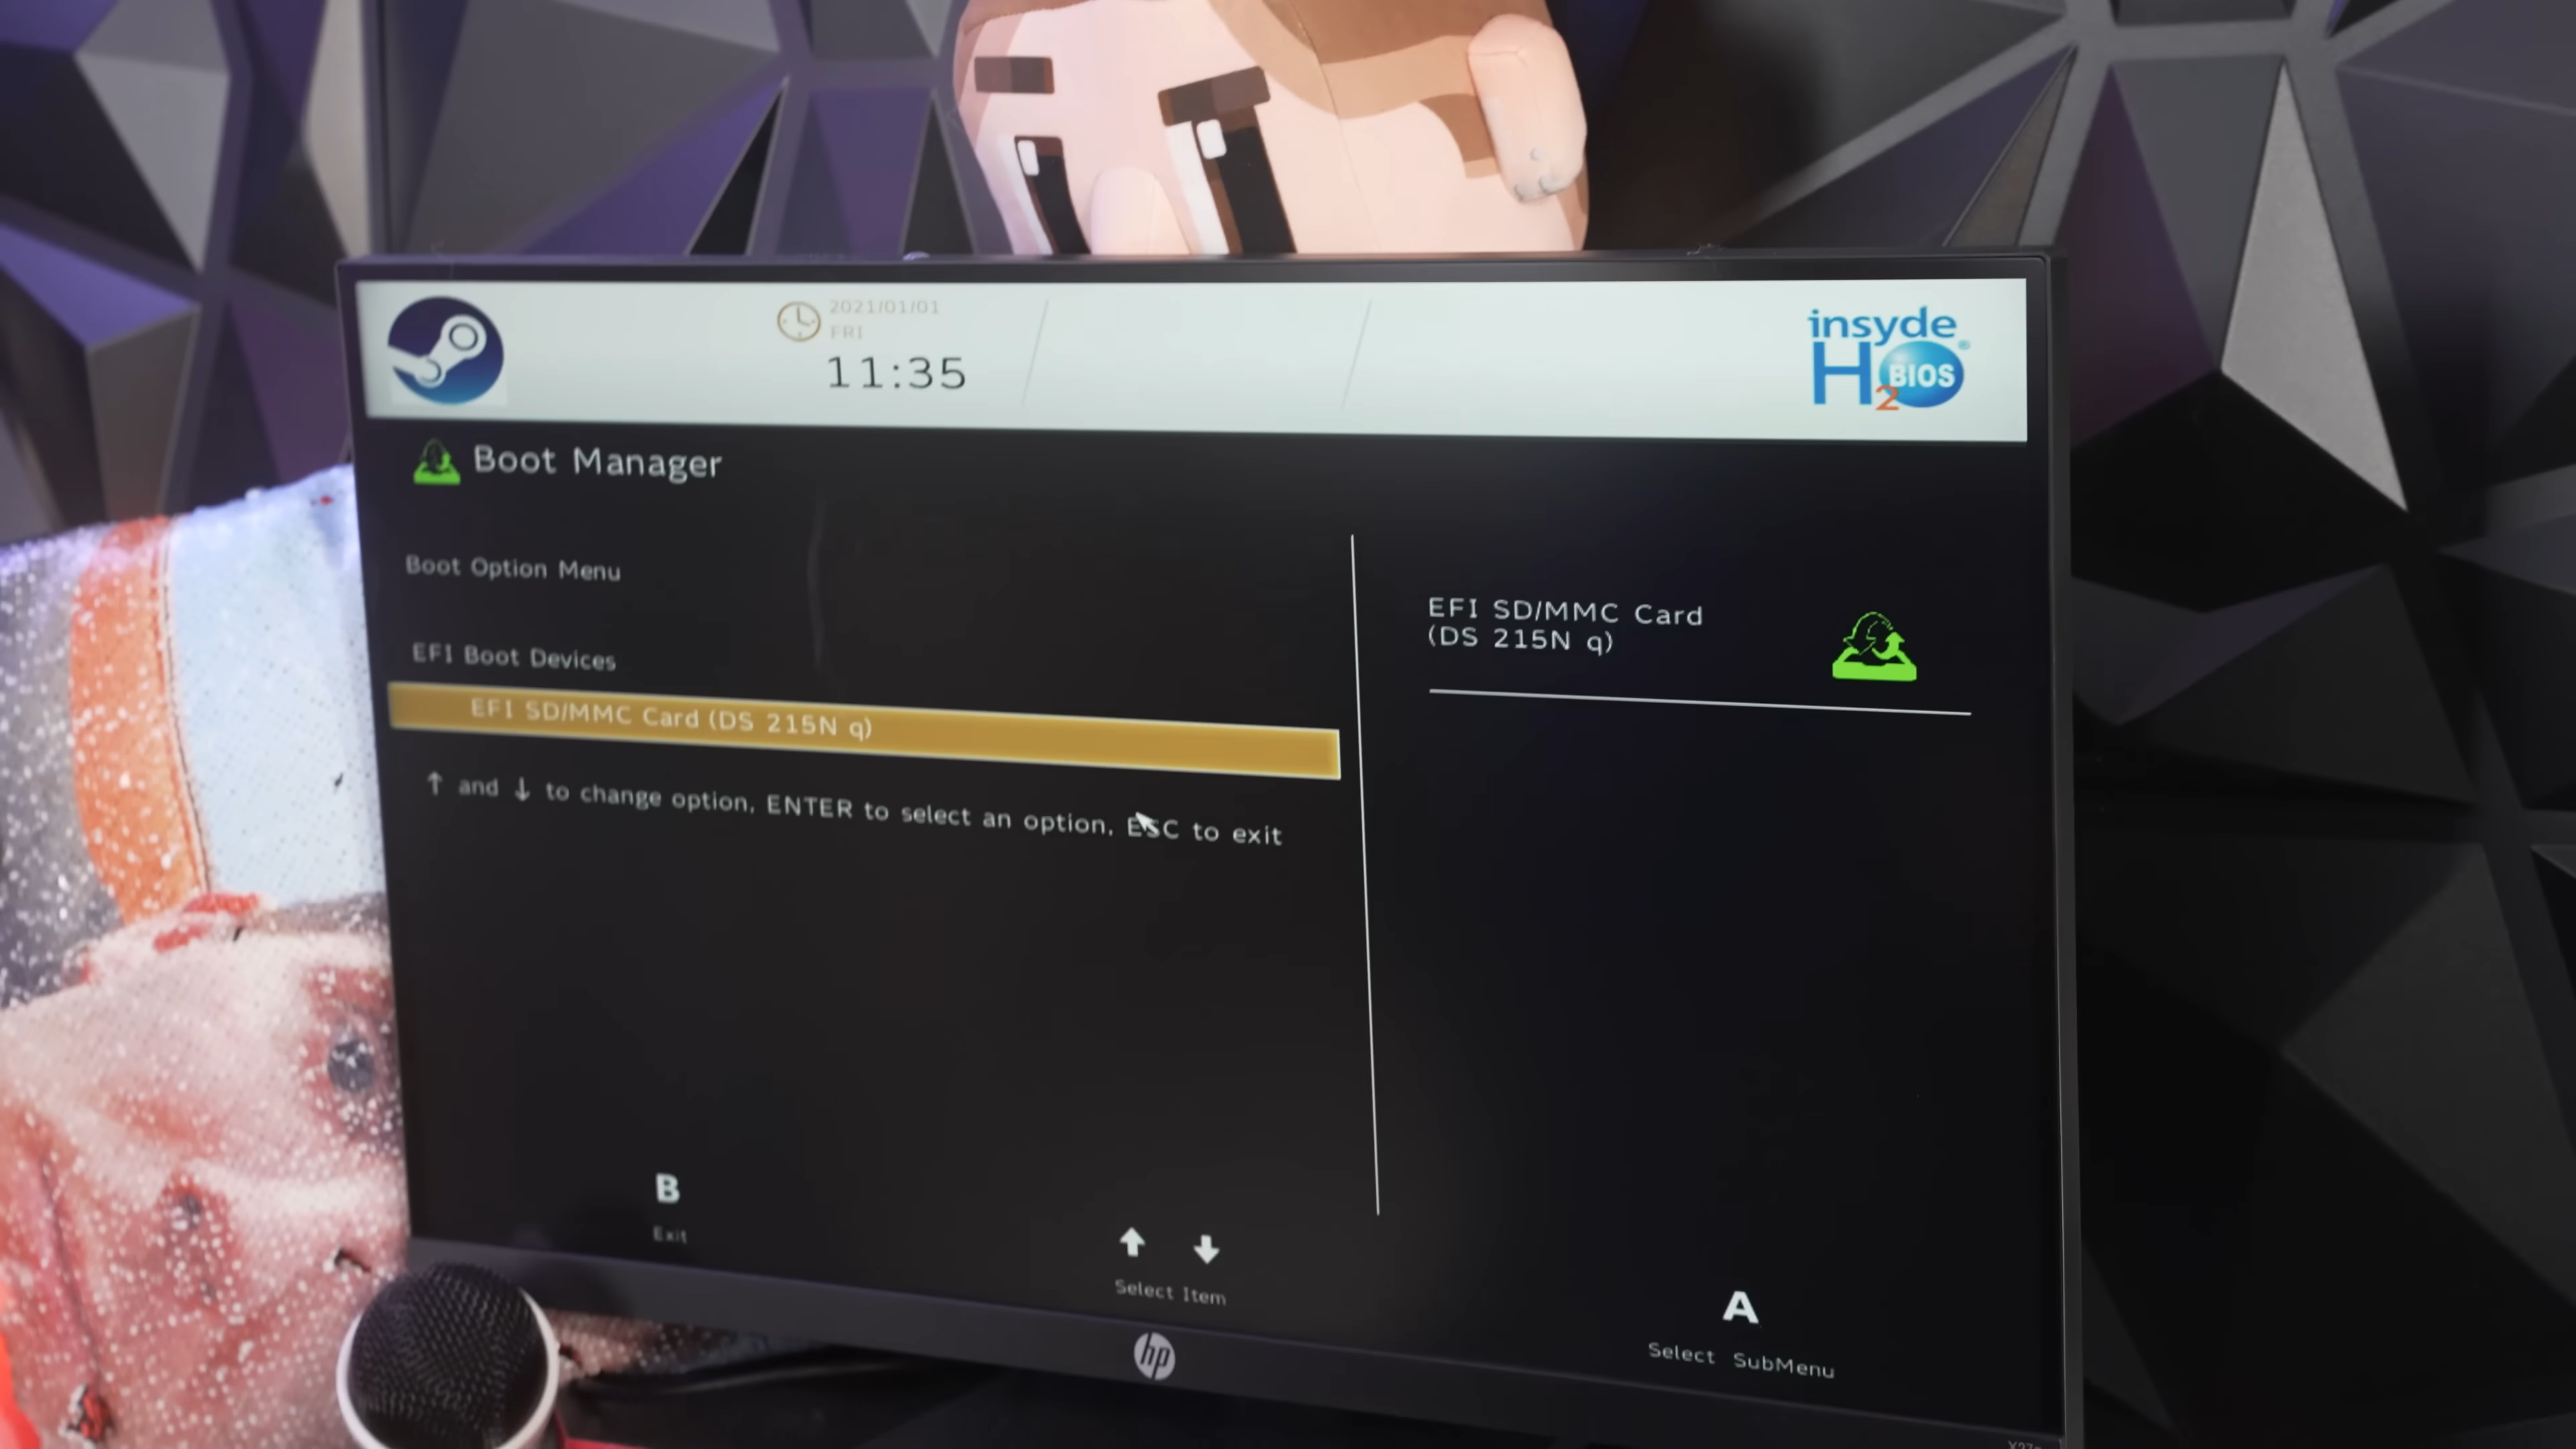 2021/01/01
FRI
11:35
insyde
H2BIOS®
Boot Manager
Boot Option Menu
EFI Boot Devices
EFI SD/MMC Card (DS 215N q)
↑ and ↓ to change option, ENTER to select an option, ESC to exit
EFI SD/MMC Card
(DS 215N q)
B
Exit
Select Item
A
Select SubMenu
hp